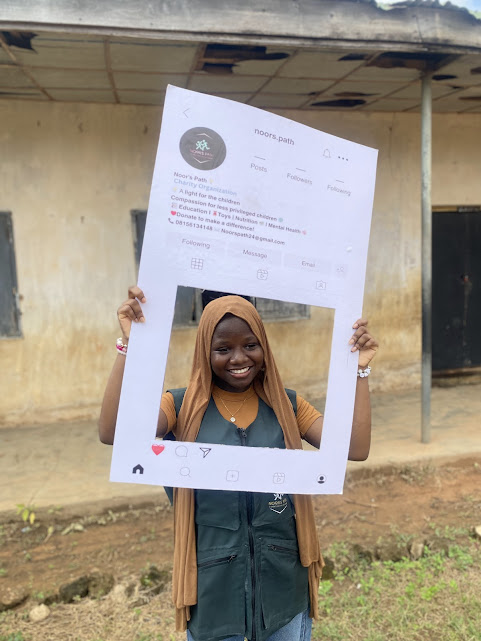 noors.path
Posts
Followers
Following
Noor's Path
Charity Organization
A light for the children
Compassion for less privileged children
Education | Toys | Nutrition | Mental Health
Donate to make a difference!
08156134148 Noorspath24@gmail.com
Following
Message
Email